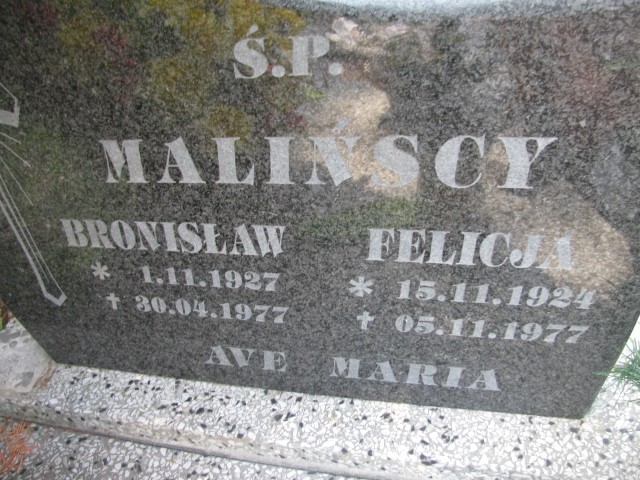 Ś.P.
MALIŃSCY
BRONISŁAW
* 1.11.1927
† 30.04.1977
FELICJA
* 15.11.1924
† 05.11.1977
AVE MARIA